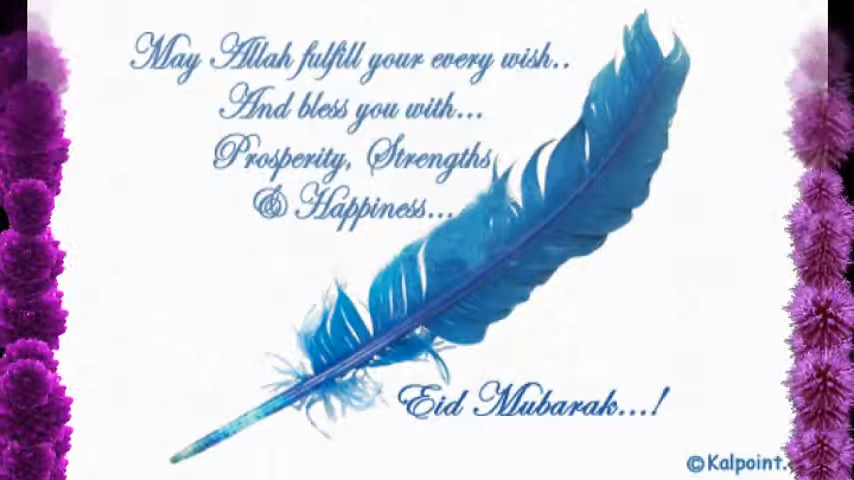 May Allah fulfill your every wish..
And bless you with...
Prosperity, Strengths
& Happiness...
Eid Mubarak...!
©Kalpoint.